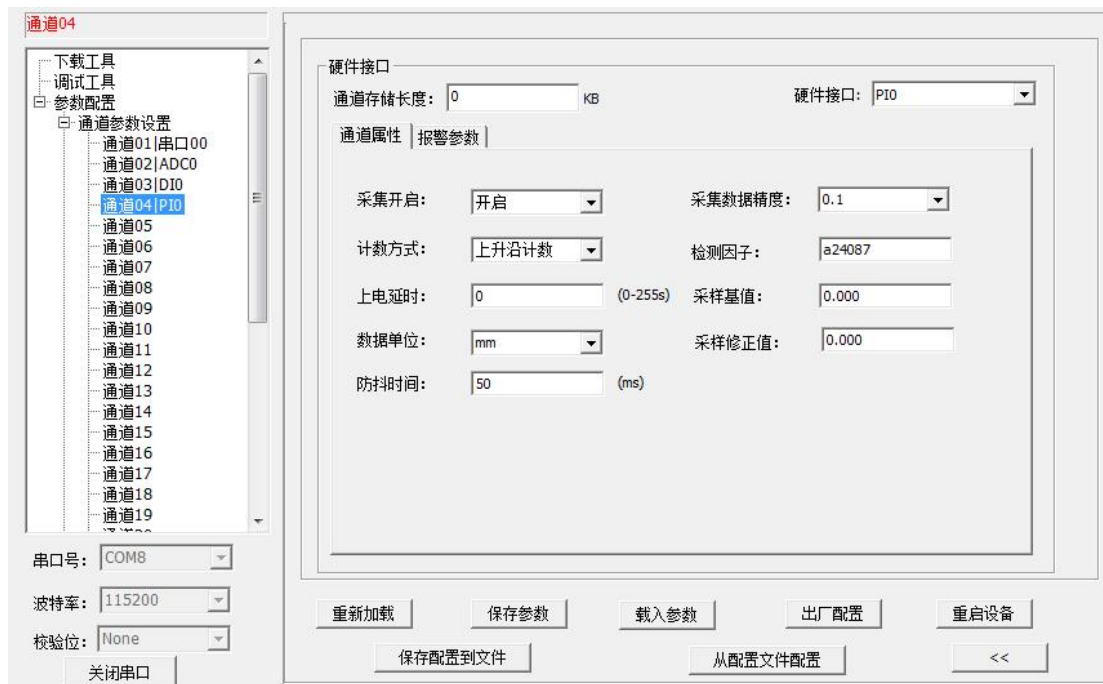 通道04
下载工具
调试工具
参数配置
通道参数设置
通道01|串口00
通道02|ADC0
通道03|DI0
通道04|PI0
通道05
通道06
通道07
通道08
通道09
通道10
通道11
通道12
通道13
通道14
通道15
通道16
通道17
通道18
通道19
串口号： COM8
波特率： 115200
校验位： None
关闭串口
硬件接口
通道存储长度： 0 KB 硬件接口： PI0
通道属性 报警参数
采集开启： 开启 采集数据精度： 0.1
计数方式： 上升沿计数 检测因子： a24087
上电延时： 0 (0-255s) 采样基值： 0.000
数据单位： mm 采样修正值： 0.000
防抖时间： 50 (ms)
重新加载 保存参数 载入参数 出厂配置 重启设备
保存配置到文件 从配置文件配置 <<